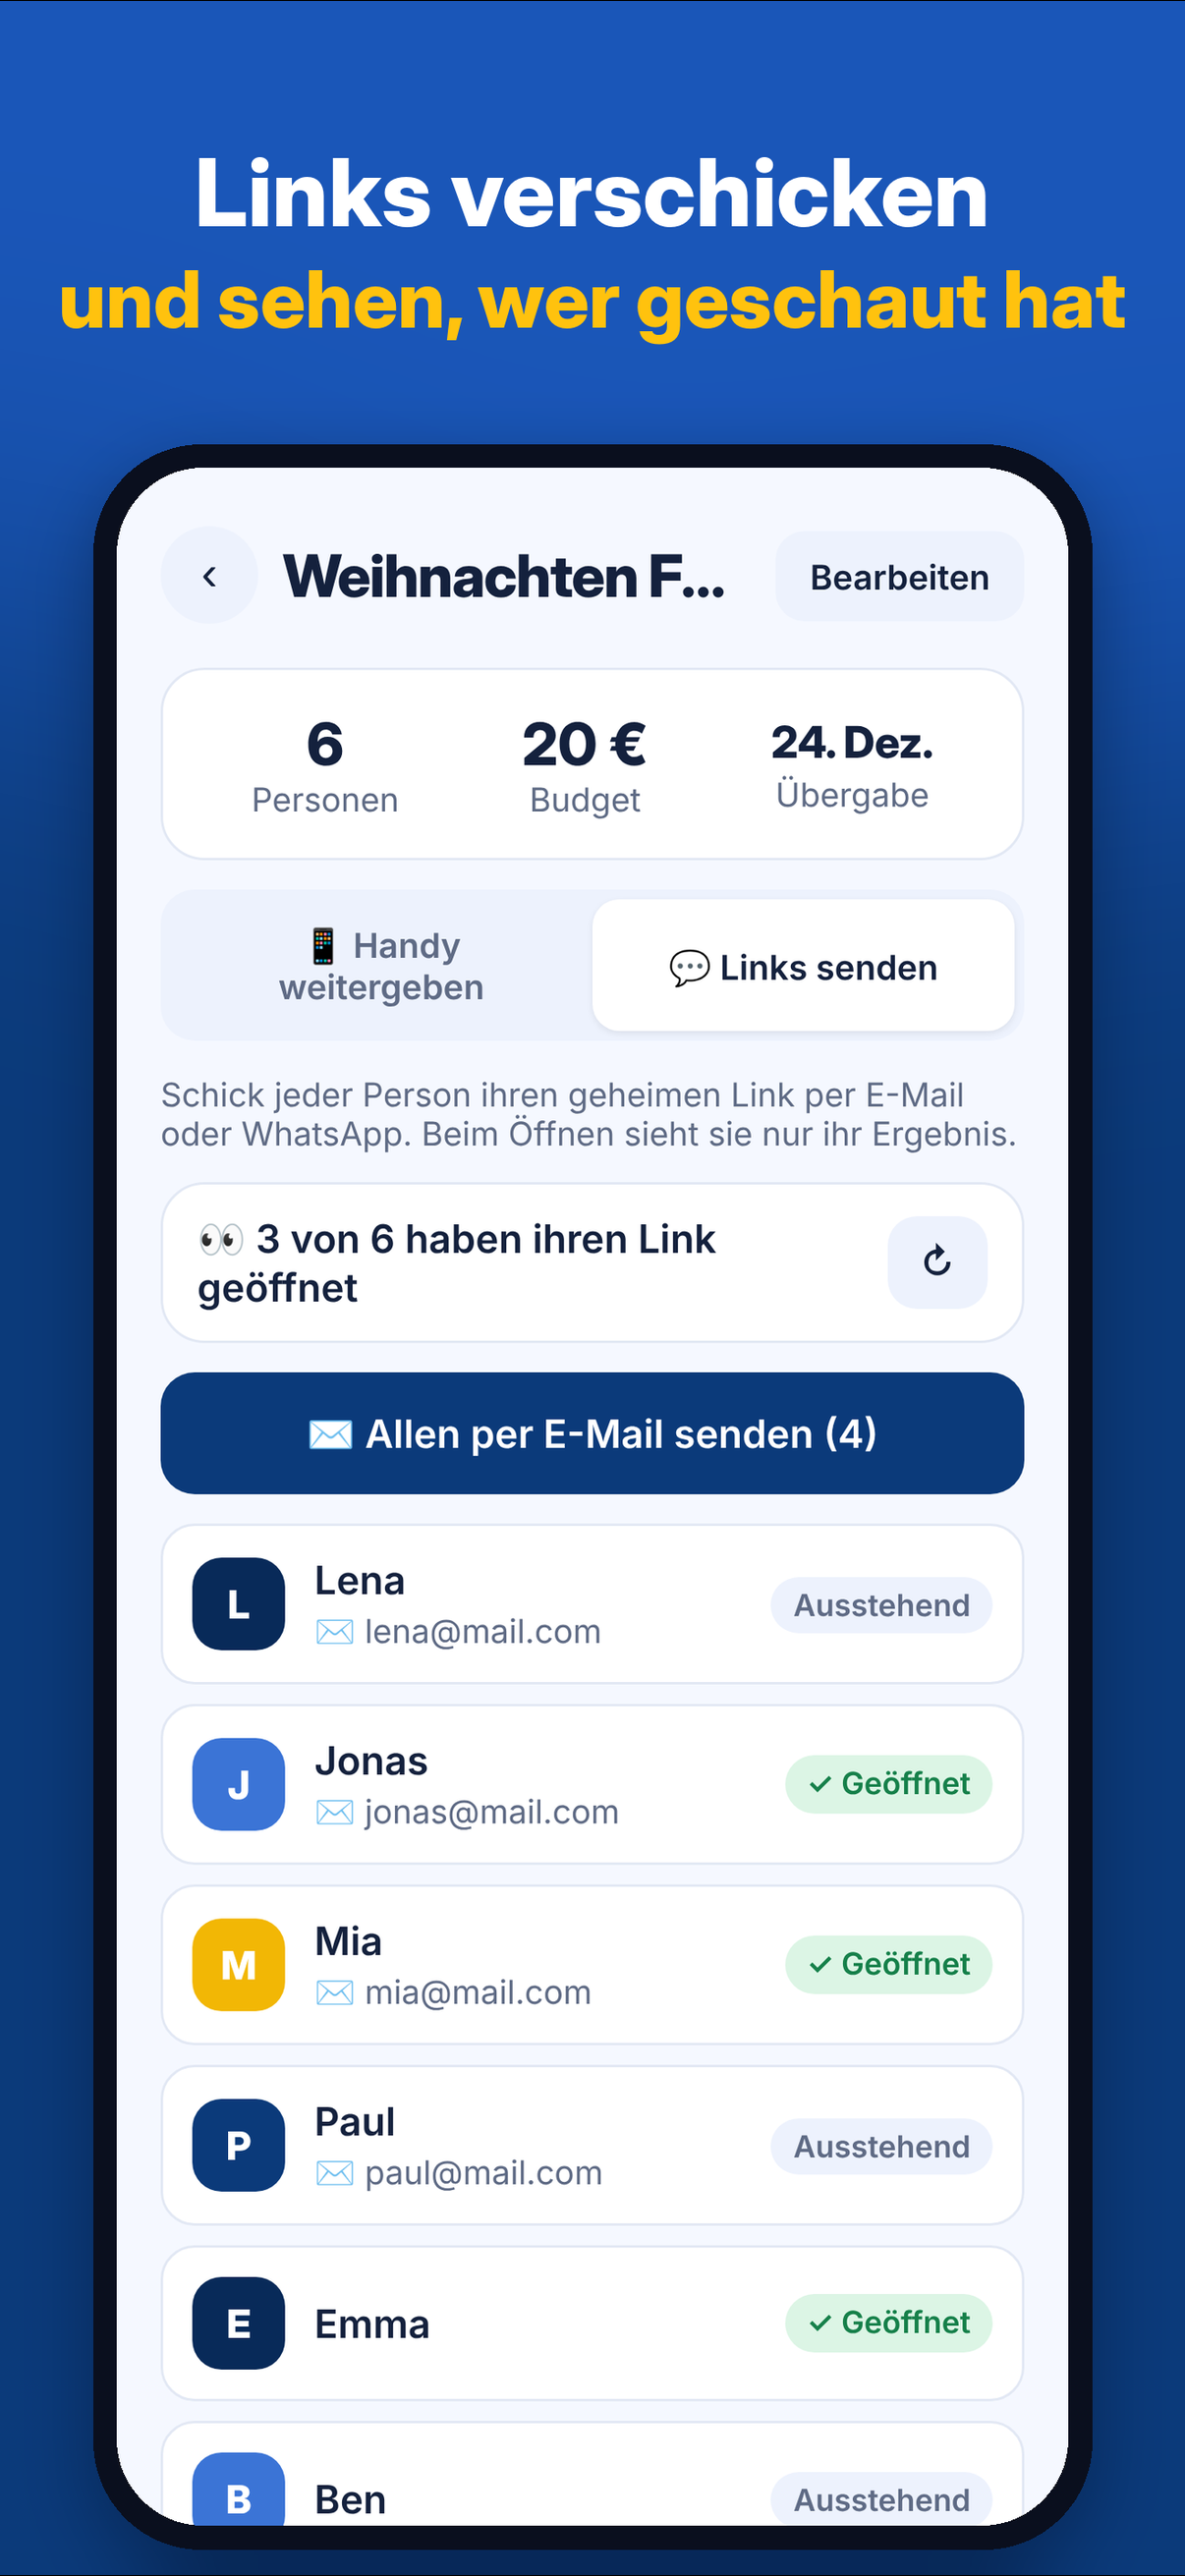 Links verschicken
und sehen, wer geschaut hat
‹
Weihnachten F...
Bearbeiten
6
Personen
20 €
Budget
24. Dez.
Übergabe
📱 Handy
weitergeben
💬 Links senden
Schick jeder Person ihren geheimen Link per E-Mail
oder WhatsApp. Beim Öffnen sieht sie nur ihr Ergebnis.
👀 3 von 6 haben ihren Link
geöffnet
↻
✉️ Allen per E-Mail senden (4)
L
Lena
✉️ lena@mail.com
Ausstehend
J
Jonas
✉️ jonas@mail.com
✓ Geöffnet
M
Mia
✉️ mia@mail.com
✓ Geöffnet
P
Paul
✉️ paul@mail.com
Ausstehend
E
Emma
✓ Geöffnet
B
Ben
Ausstehend